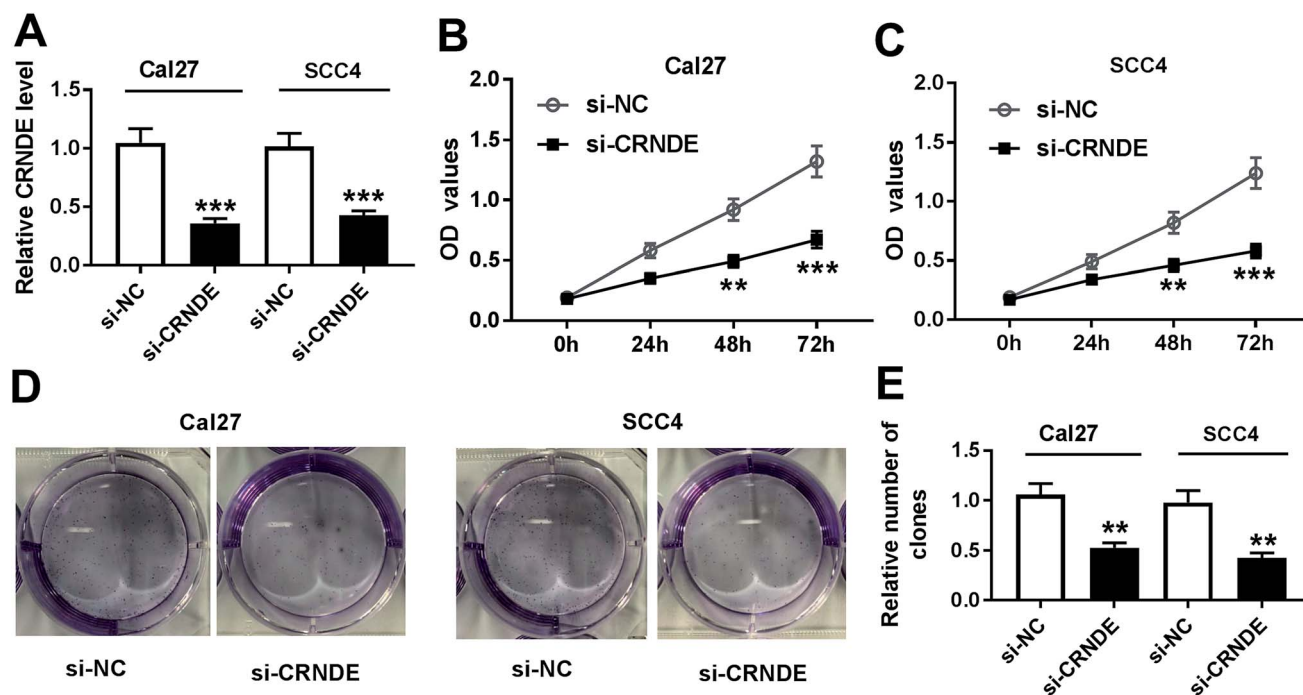 A
Cal27
SCC4
Relative CRNDE level
1.5
1.0
0.5
0.0
***
***
si-NC
si-CRNDE
si-NC
si-CRNDE
B
Cal27
OD values
2.0
1.5
1.0
0.5
0.0
si-NC
si-CRNDE
**
***
0h
24h
48h
72h
C
SCC4
OD values
2.0
1.5
1.0
0.5
0.0
si-NC
si-CRNDE
**
***
0h
24h
48h
72h
D
Cal27
SCC4
si-NC
si-CRNDE
si-NC
si-CRNDE
E
Cal27
SCC4
Relative number of
clones
1.5
1.0
0.5
0.0
**
**
si-NC
si-CRNDE
si-NC
si-CRNDE